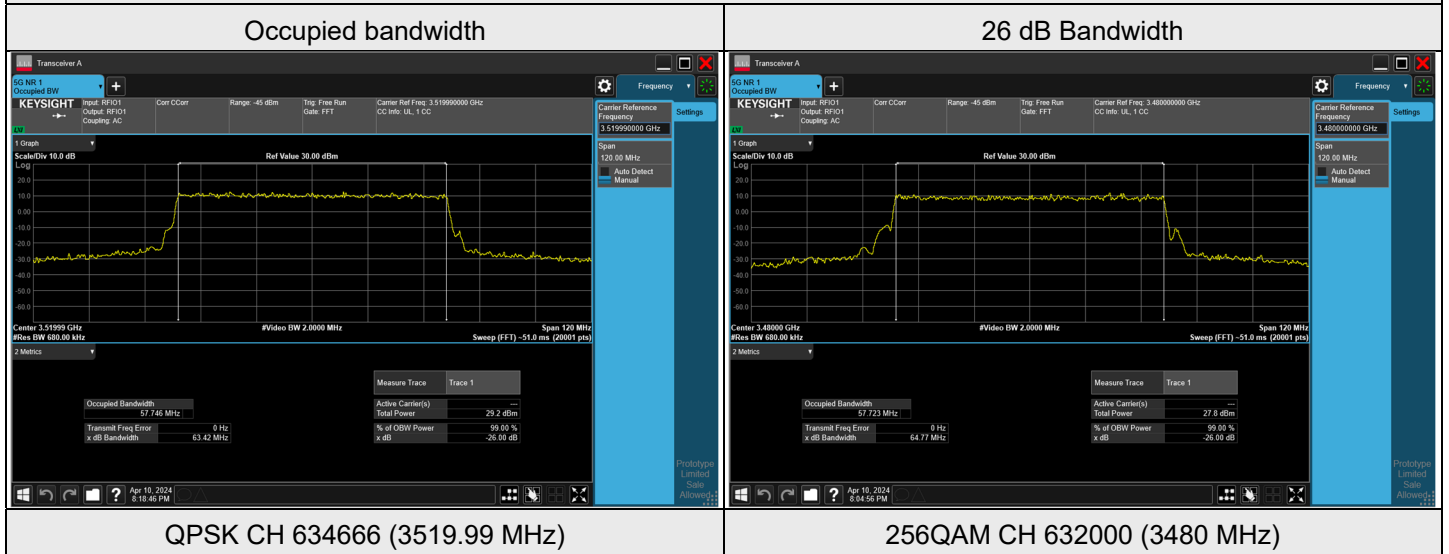 Occupied bandwidth
26 dB Bandwidth
Transceiver A
5G NR 1
Occupied BW
Frequency
KEYSIGHT
Input: RFIO1
Output: RFIO1
Coupling: AC
Corr CCorr
Range: -45 dBm
Trig: Free Run
Gate: FFT
Carrier Ref Freq: 3.519990000 GHz
CC Info: UL, 1 CC
LXI
Carrier Reference
Frequency
3.519990000 GHz
Settings
Span
120.00 MHz
Auto Detect
Manual
1 Graph
Scale/Div 10.0 dB
Ref Value 30.00 dBm
Log
20.0
10.0
0.00
-10.0
-20.0
-30.0
-40.0
-50.0
-60.0
Center 3.51999 GHz
#Video BW 2.0000 MHz
Span 120 MHz
#Res BW 680.00 kHz
Sweep (FFT) ~51.0 ms (20001 pts)
2 Metrics
Measure Trace Trace 1
Occupied Bandwidth
57.746 MHz
Active Carrier(s) ---
Total Power 29.2 dBm
Transmit Freq Error 0 Hz
x dB Bandwidth 63.42 MHz
% of OBW Power 99.00 %
x dB -26.00 dB
Prototype
Limited
Sale
Allowed
?
Apr 10, 2024
8:18:46 PM
Transceiver A
5G NR 1
Occupied BW
Frequency
KEYSIGHT
Input: RFIO1
Output: RFIO1
Coupling: AC
Corr CCorr
Range: -45 dBm
Trig: Free Run
Gate: FFT
Carrier Ref Freq: 3.480000000 GHz
CC Info: UL, 1 CC
LXI
Carrier Reference
Frequency
3.480000000 GHz
Settings
Span
120.00 MHz
Auto Detect
Manual
1 Graph
Scale/Div 10.0 dB
Ref Value 30.00 dBm
Log
20.0
10.0
0.00
-10.0
-20.0
-30.0
-40.0
-50.0
-60.0
Center 3.48000 GHz
#Video BW 2.0000 MHz
Span 120 MHz
#Res BW 680.00 kHz
Sweep (FFT) ~51.0 ms (20001 pts)
2 Metrics
Measure Trace Trace 1
Occupied Bandwidth
57.723 MHz
Active Carrier(s) ---
Total Power 27.8 dBm
Transmit Freq Error 0 Hz
x dB Bandwidth 64.77 MHz
% of OBW Power 99.00 %
x dB -26.00 dB
Prototype
Limited
Sale
Allowed
?
Apr 10, 2024
8:04:56 PM
QPSK CH 634666 (3519.99 MHz)
256QAM CH 632000 (3480 MHz)